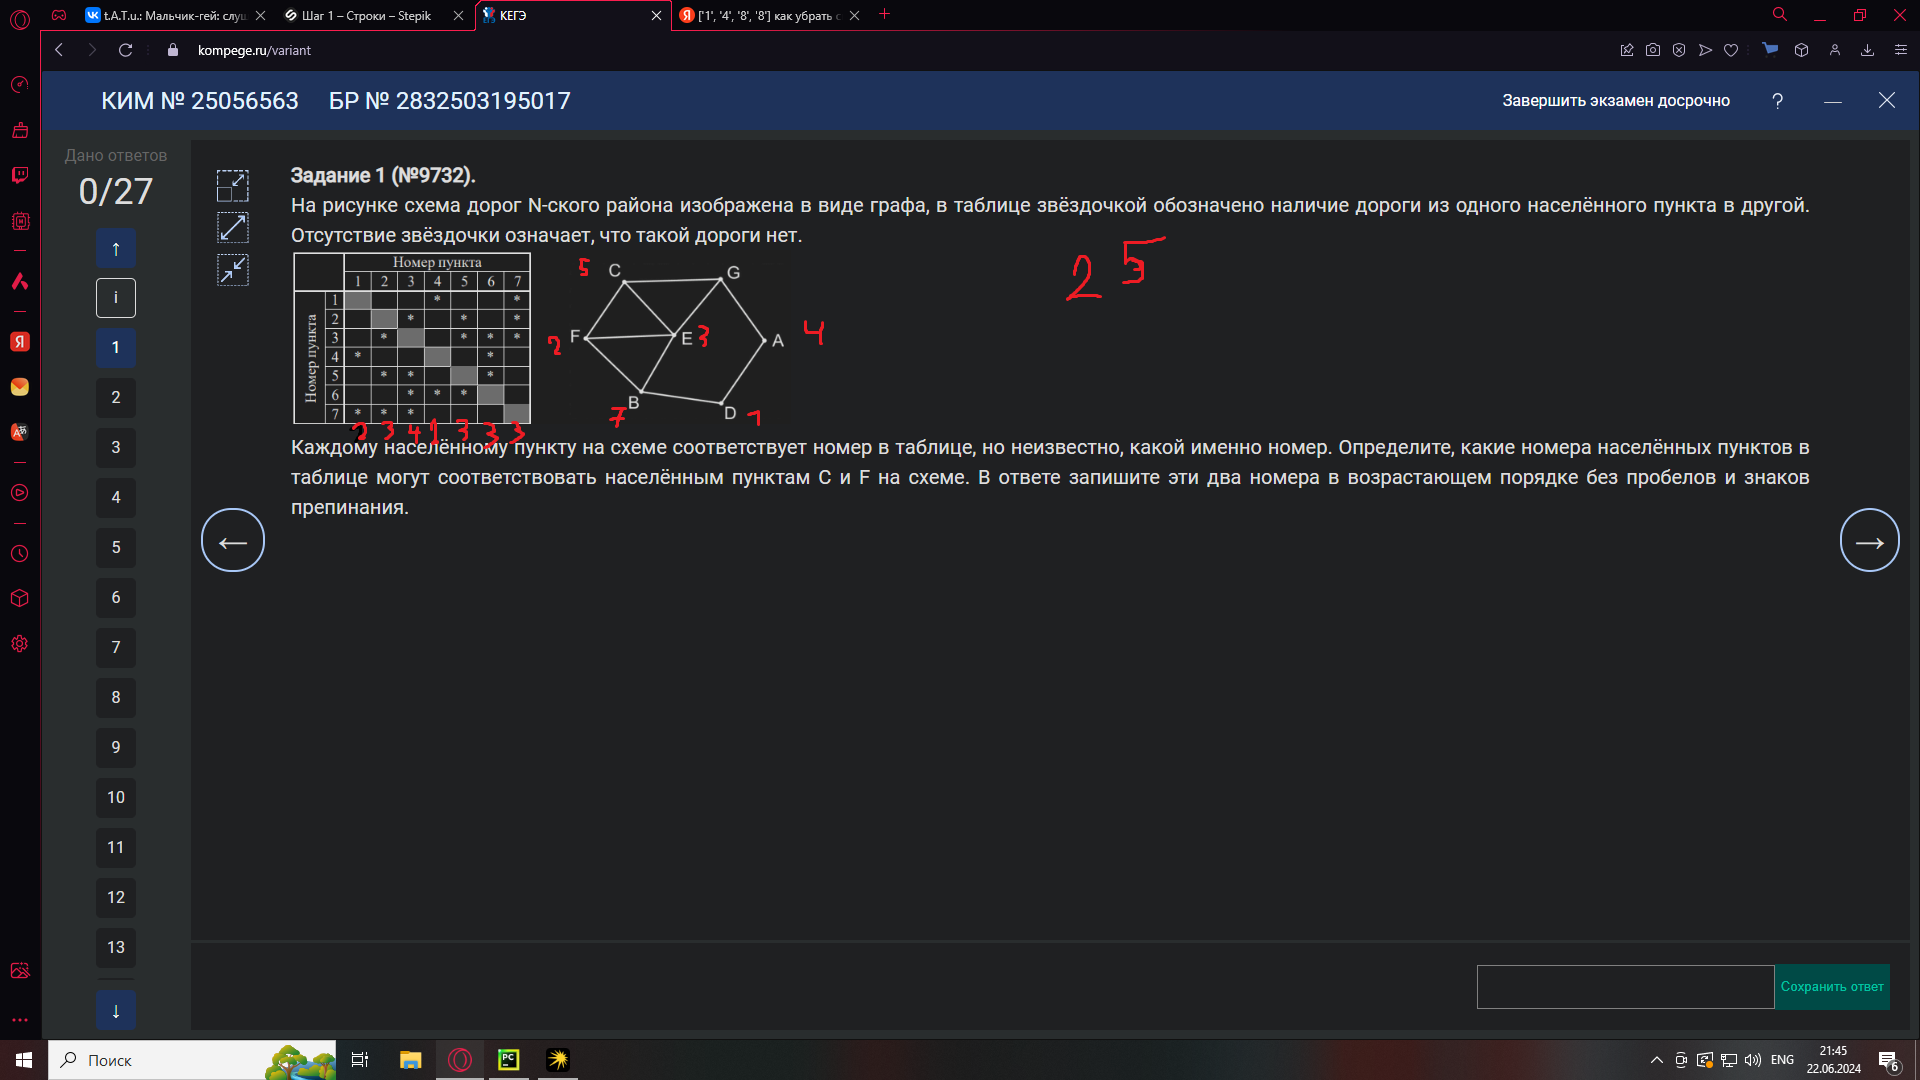 t.A.T.u.: Мальчик-гей: слуш
Шаг 1 – Строки – Stepik
КЕГЭ
['1', '4', '8', '8'] как убрать с
kompege.ru/variant
КИМ № 25056563 БР № 2832503195017
Завершить экзамен досрочно ?
Дано ответов
0/27
↑
i
1
2
3
4
5
6
7
8
9
10
11
12
13
↓
Задание 1 (№9732).
На рисунке схема дорог N-ского района изображена в виде графа, в таблице звёздочкой обозначено наличие дороги из одного населённого пункта в другой.
Отсутствие звёздочки означает, что такой дороги нет.
Номер пункта
1 2 3 4 5 6 7
Номер пункта
1 * *
2 * * *
3 * * * *
4 * *
5 * * *
6 * * *
7 * * *
2 3 4 1 3 3 3
5 C G
F E 3 A 4
2
B D
7 1
2 5
Каждому населённому пункту на схеме соответствует номер в таблице, но неизвестно, какой именно номер. Определите, какие номера населённых пунктов в
таблице могут соответствовать населённым пунктам C и F на схеме. В ответе запишите эти два номера в возрастающем порядке без пробелов и знаков
препинания.
← →
Сохранить ответ
Поиск
PC
ENG
21:45
22.06.2024
6